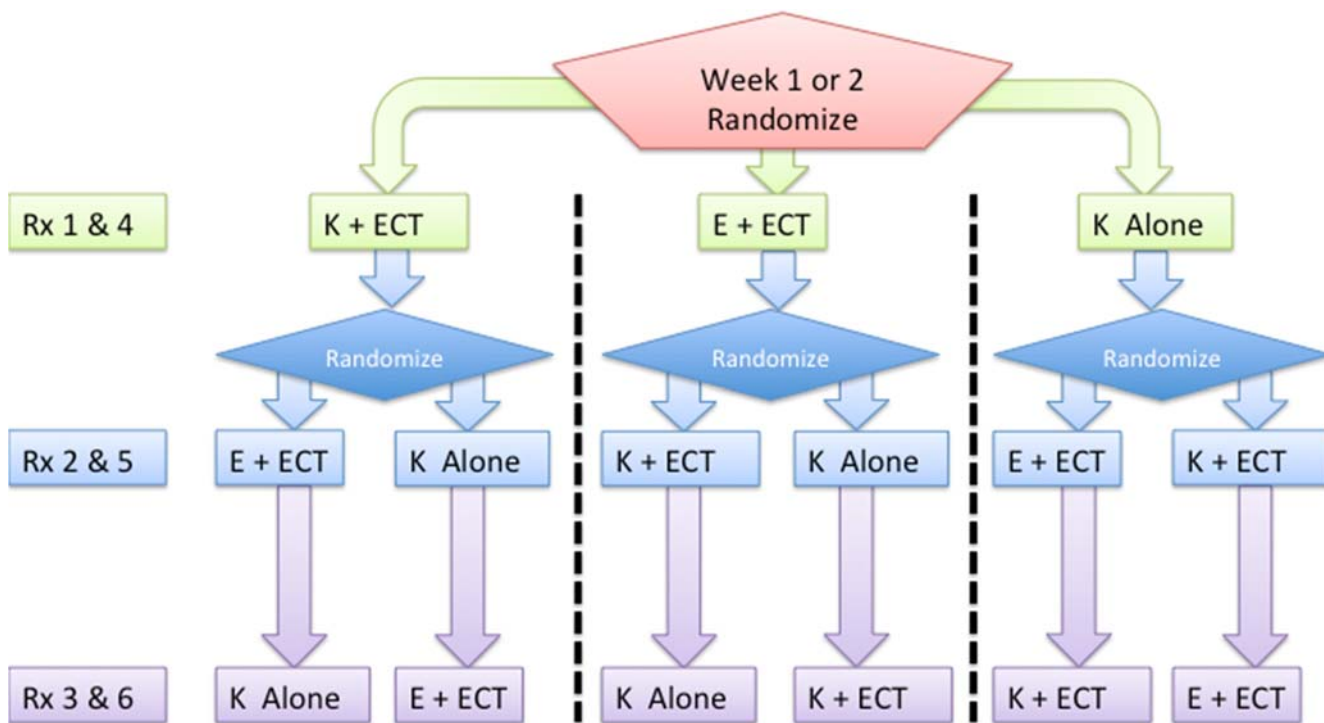 Week 1 or 2
Randomize
Rx 1 & 4
K + ECT
E + ECT
K Alone
Randomize
Randomize
Randomize
Rx 2 & 5
E + ECT
K Alone
K + ECT
K Alone
E + ECT
K + ECT
Rx 3 & 6
K Alone
E + ECT
K Alone
K + ECT
K + ECT
E + ECT